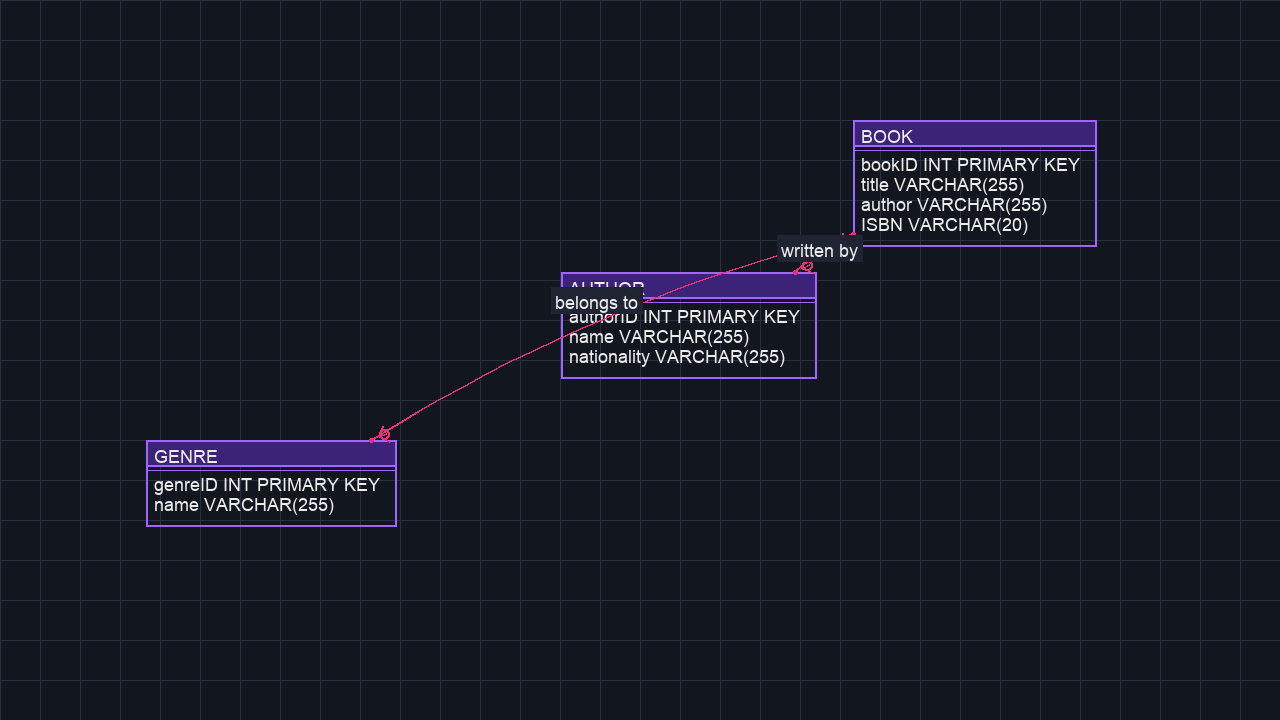 BOOK
bookID INT PRIMARY KEY
title VARCHAR(255)
author VARCHAR(255)
ISBN VARCHAR(20)
written by
AUTHOR
belongs to
authorID INT PRIMARY KEY
name VARCHAR(255)
nationality VARCHAR(255)
GENRE
genreID INT PRIMARY KEY
name VARCHAR(255)